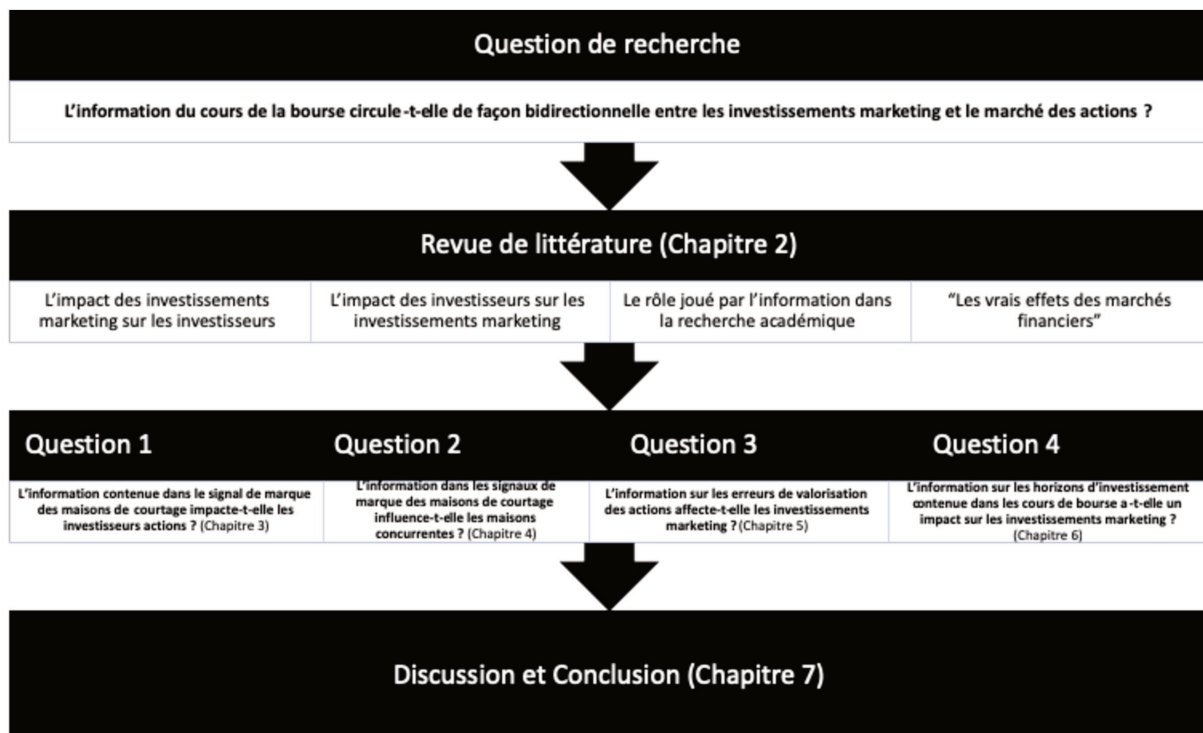 Question de recherche
L'information du cours de la bourse circule-t-elle de façon bidirectionnelle entre les investissements marketing et le marché des actions ?
Revue de littérature (Chapitre 2)
L'impact des investissements
marketing sur les investisseurs
L'impact des investisseurs sur les
investissements marketing
Le rôle joué par l'information dans
la recherche académique
“Les vrais effets des marchés
financiers”
Question 1
L'information contenue dans le signal de marque
des maisons de courtage impacte-t-elle les
investisseurs actions ? (Chapitre 3)
Question 2
L'information dans les signaux de
marque des maisons de courtage
influence-t-elle les maisons
concurrentes ? (Chapitre 4)
Question 3
L'information sur les erreurs de valorisation
des actions affecte-t-elle les investissements
marketing ? (Chapitre 5)
Question 4
L'information sur les horizons d'investissement
contenue dans les cours de bourse a-t-elle un
impact sur les investissements marketing ?
(Chapitre 6)
Discussion et Conclusion (Chapitre 7)